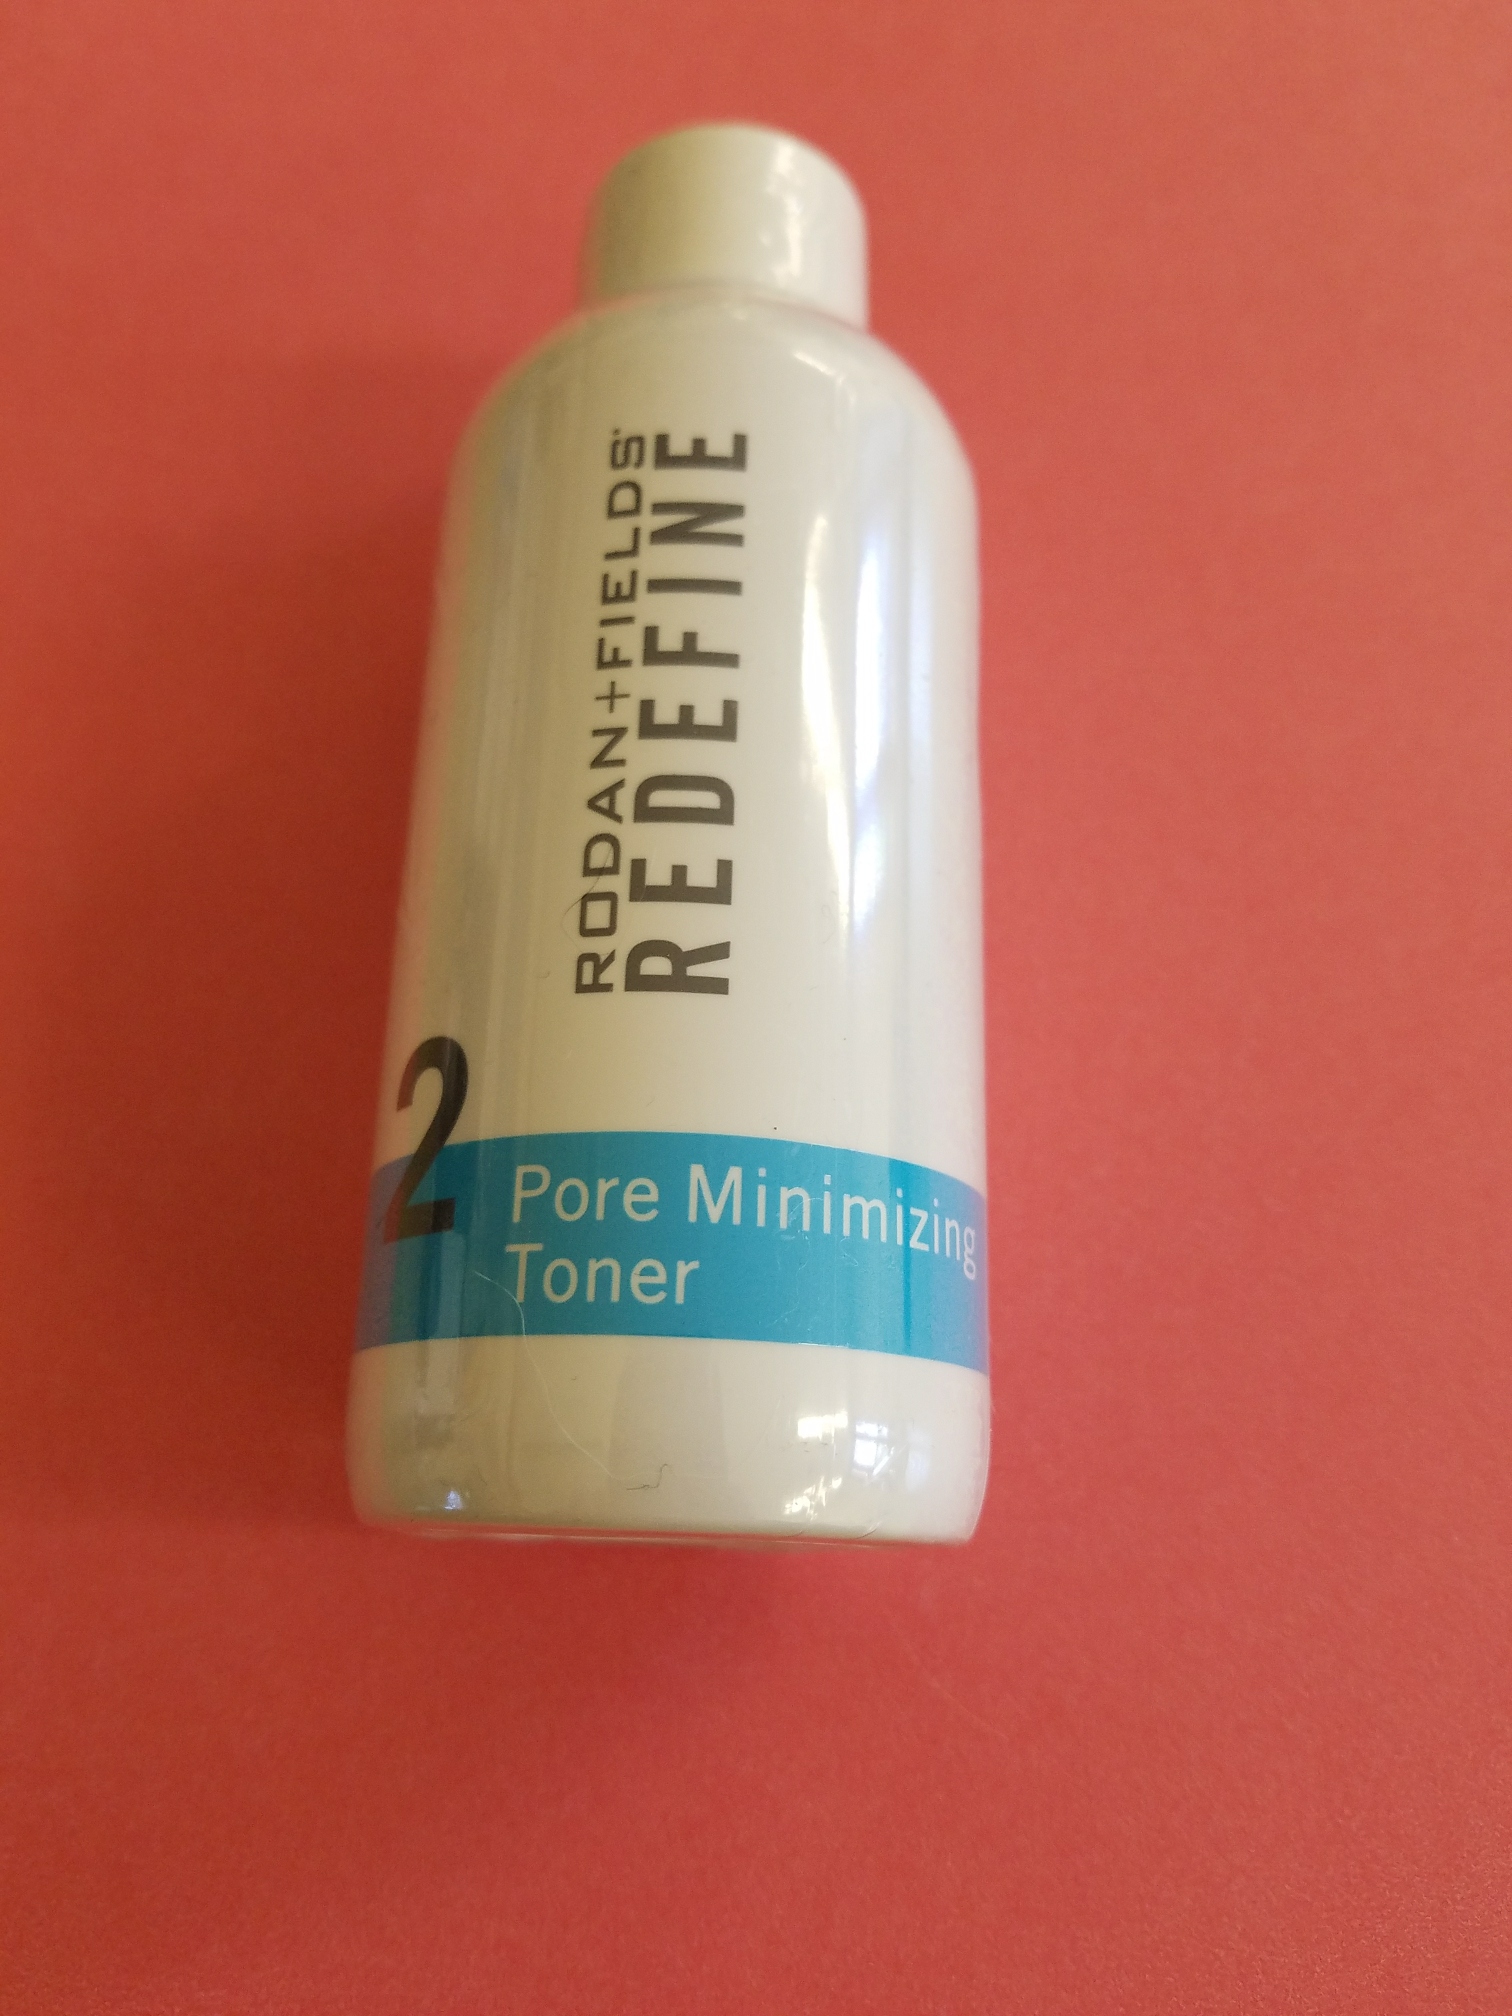 RODAN+FIELDS
REDEFINE
2
Pore Minimizing
Toner